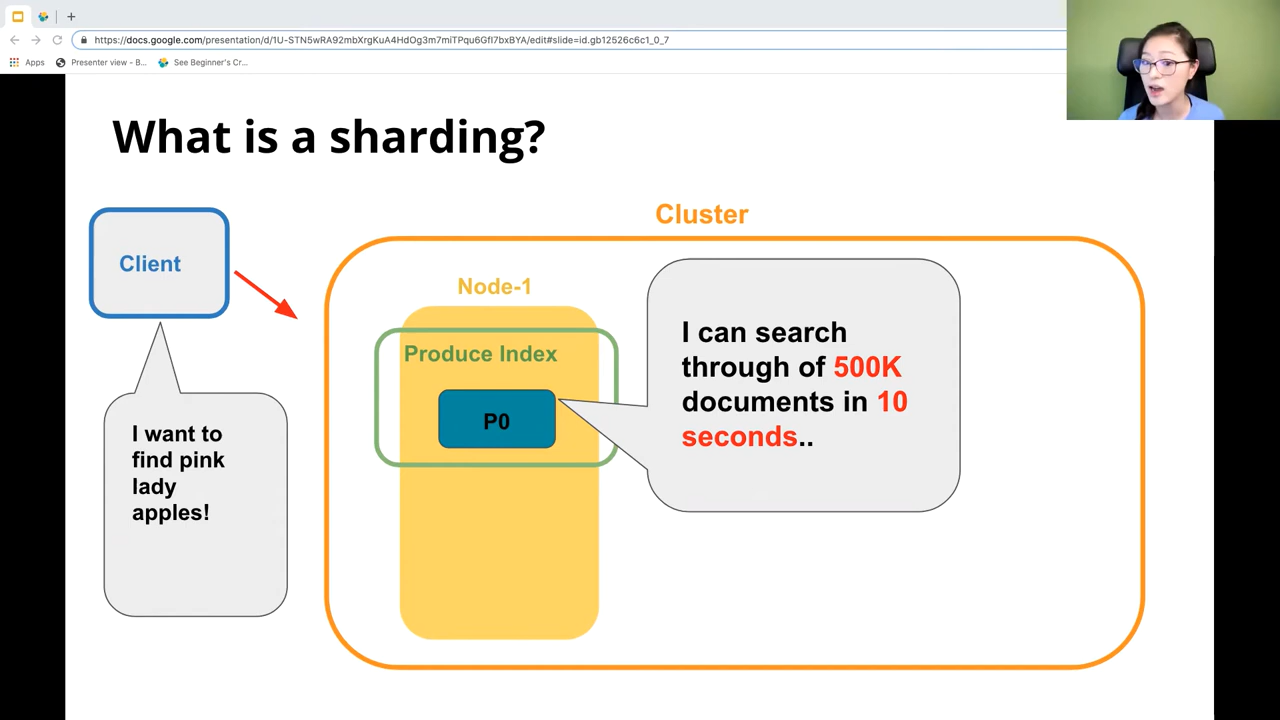 https://docs.google.com/presentation/d/1U-STN5wRA92mbXrgKuA4HdOg3m7miTPqu6GfI7bxBYA/edit#slide=id.gb12526c6c1_0_7
Apps
Presenter view - B...
See Beginner's Cr...
What is a sharding?
Cluster
Client
Node-1
Produce Index
P0
I can search
through of 500K
documents in 10
seconds..
I want to
find pink
lady
apples!